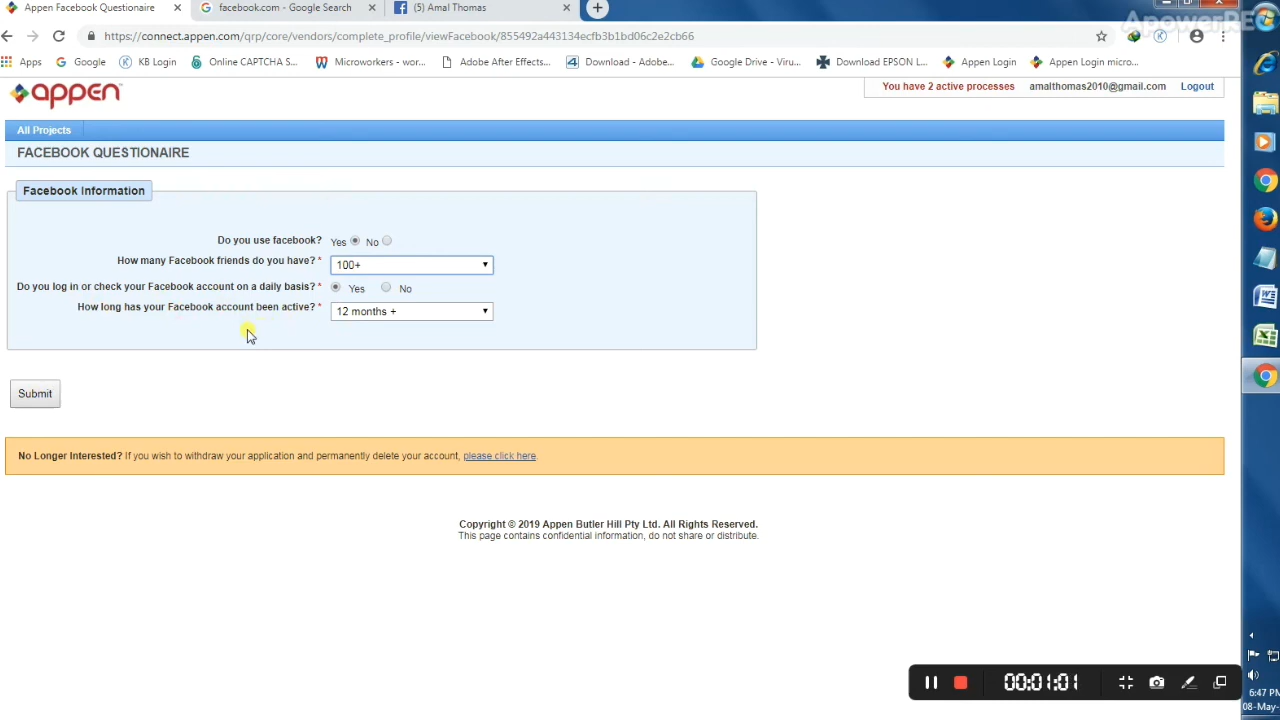 Appen Facebook Questionaire
facebook.com - Google Search
(5) Amal Thomas
ApowerREC
https://connect.appen.com/qrp/core/vendors/complete_profile/viewFacebook/855492a443134ecfb3b1bd06c2e2cb66
Apps Google KB Login Online CAPTCHA S... Microworkers - wor... Adobe After Effects... Download - Adobe... Google Drive - Viru... Download EPSON L... Appen Login Appen Login micro...
appen
You have 2 active processes amalthomas2010@gmail.com Logout
All Projects
FACEBOOK QUESTIONAIRE
Facebook Information
Do you use facebook? Yes No
How many Facebook friends do you have? * 100+
Do you log in or check your Facebook account on a daily basis? * Yes No
How long has your Facebook account been active? * 12 months +
Submit
No Longer Interested? If you wish to withdraw your application and permanently delete your account, please click here.
Copyright © 2019 Appen Butler Hill Pty Ltd. All Rights Reserved.
This page contains confidential information, do not share or distribute.
00:01:01
6:47 PM
08-May-